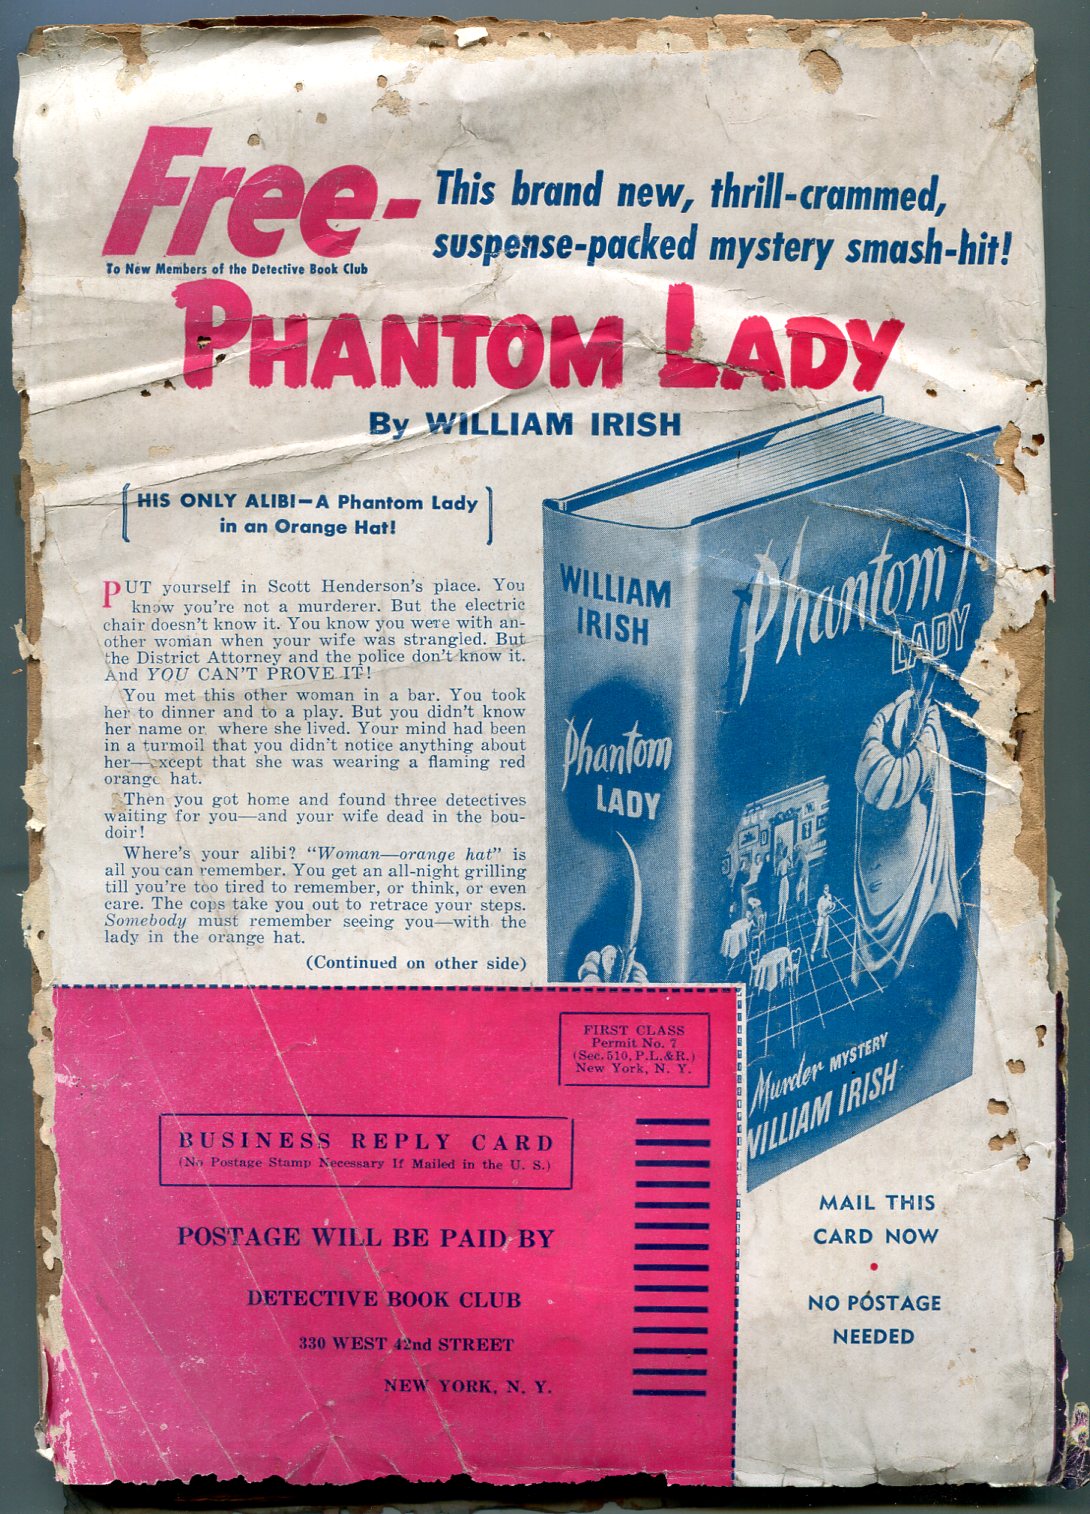 Free-
To New Members of the Detective Book Club
This brand new, thrill-crammed,
suspense-packed mystery smash-hit!
PHANTOM LADY
By WILLIAM IRISH
HIS ONLY ALIBI—A Phantom Lady
in an Orange Hat!
PUT yourself in Scott Henderson's place. You
know you're not a murderer. But the electric
chair doesn't know it. You know you were with an-
other woman when your wife was strangled. But
the District Attorney and the police don't know it.
And YOU CAN'T PROVE IT!
You met this other woman in a bar. You took
her to dinner and to a play. But you didn't know
her name or where she lived. Your mind had been
in a turmoil that you didn't notice anything about
her—except that she was wearing a flaming red
orange hat.
Then you got home and found three detectives
waiting for you—and your wife dead in the bou-
doir!
Where's your alibi? "Woman—orange hat" is
all you can remember. You get an all-night grilling
till you're too tired to remember, or think, or even
care. The cops take you out to retrace your steps.
Somebody must remember seeing you—with the
lady in the orange hat.
(Continued on other side)
WILLIAM
IRISH
Phantom
LADY
Phantom
LADY
Murder MYSTERY
WILLIAM IRISH
FIRST CLASS
Permit No. 7
(Sec. 510, P.L.&R.)
New York, N. Y.
BUSINESS REPLY CARD
(No Postage Stamp Necessary If Mailed in the U. S.)
POSTAGE WILL BE PAID BY
DETECTIVE BOOK CLUB
330 WEST 42nd STREET
NEW YORK, N. Y.
MAIL THIS
CARD NOW
•
NO POSTAGE
NEEDED